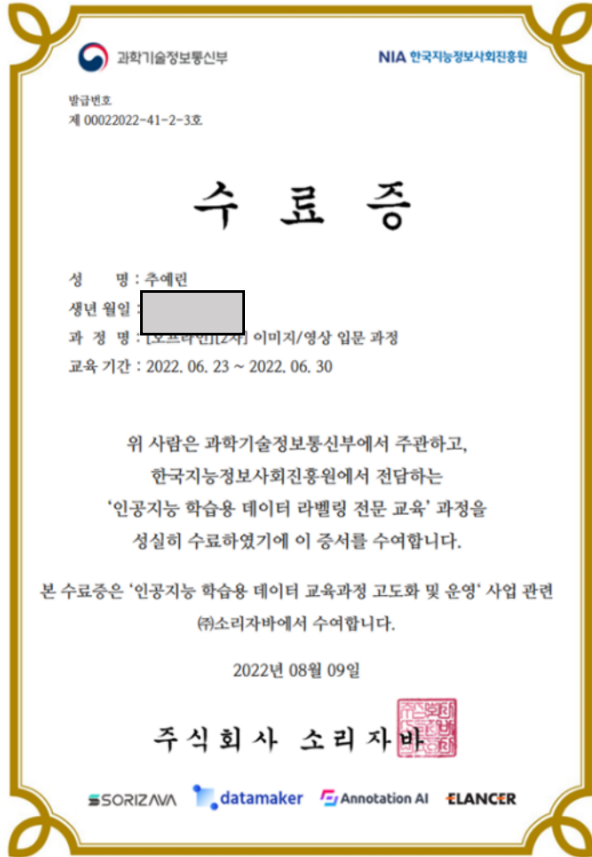 과학기술정보통신부
NIA 한국지능정보사회진흥원
발급번호
제 00022022-41-2-3호
수 료 증
성 명 : 추예린
생년 월일 :
과 정 명 : [오프라인][2차] 이미지/영상 입문 과정
교육 기간 : 2022. 06. 23 ~ 2022. 06. 30
위 사람은 과학기술정보통신부에서 주관하고,
한국지능정보사회진흥원에서 전담하는
‘인공지능 학습용 데이터 라벨링 전문 교육’ 과정을
성실히 수료하였기에 이 증서를 수여합니다.
본 수료증은 ‘인공지능 학습용 데이터 교육과정 고도화 및 운영‘ 사업 관련
㈜소리자바에서 수여합니다.
2022년 08월 09일
주식회사 소리자바
SORIZAVA datamaker Annotation AI ELANCER